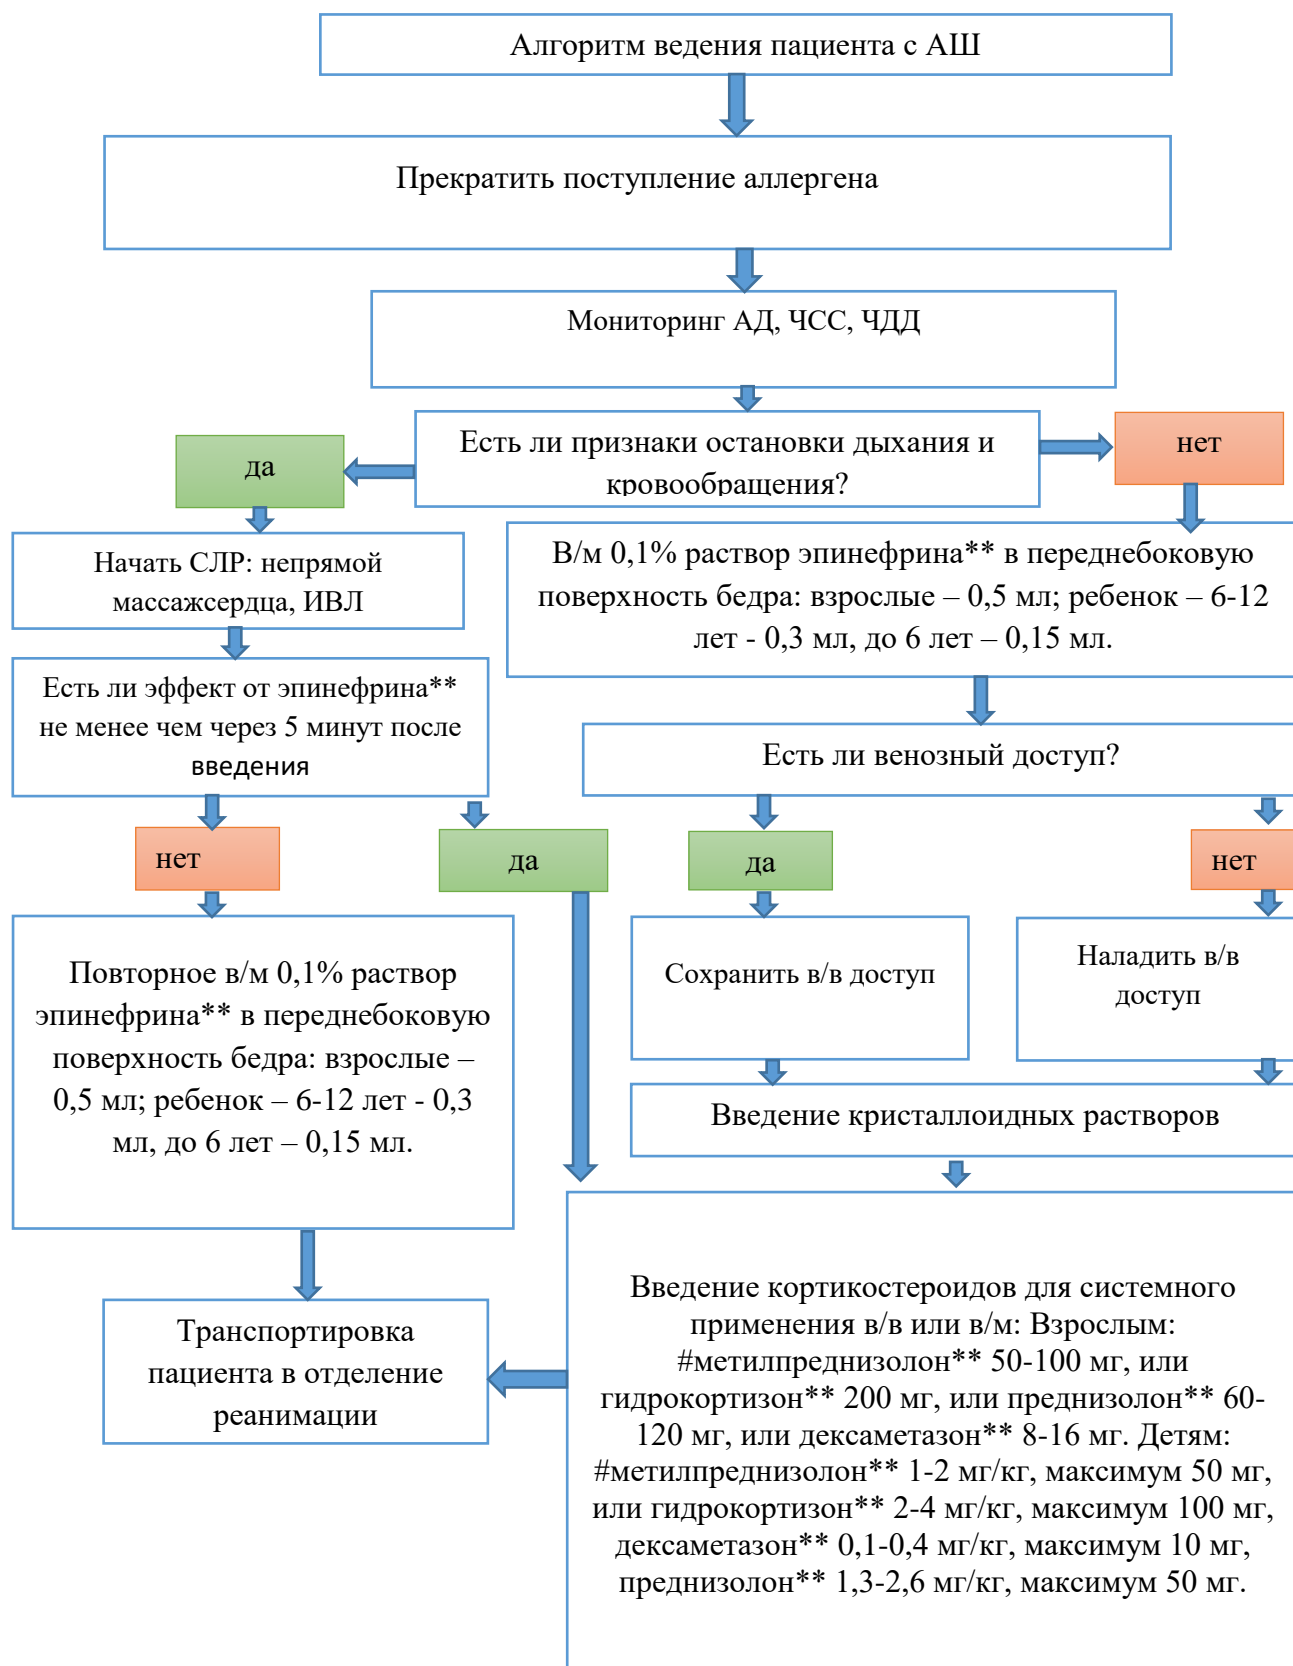 Алгоритм ведения пациента с АШ
Прекратить поступление аллергена
Мониторинг АД, ЧСС, ЧДД
Есть ли признаки остановки дыхания и
кровообращения?
да
нет
Начать СЛР: непрямой
массажсердца, ИВЛ
В/м 0,1% раствор эпинефрина** в переднебоковую
поверхность бедра: взрослые – 0,5 мл; ребенок – 6-12
лет - 0,3 мл, до 6 лет – 0,15 мл.
Есть ли эффект от эпинефрина**
не менее чем через 5 минут после
введения
Есть ли венозный доступ?
нет
да
да
нет
Повторное в/м 0,1% раствор
эпинефрина** в переднебоковую
поверхность бедра: взрослые –
0,5 мл; ребенок – 6-12 лет - 0,3
мл, до 6 лет – 0,15 мл.
Сохранить в/в доступ
Наладить в/в
доступ
Введение кристаллоидных растворов
Транспортировка
пациента в отделение
реанимации
Введение кортикостероидов для системного
применения в/в или в/м: Взрослым:
#метилпреднизолон** 50-100 мг, или
гидрокортизон** 200 мг, или преднизолон** 60-
120 мг, или дексаметазон** 8-16 мг. Детям:
#метилпреднизолон** 1-2 мг/кг, максимум 50 мг,
или гидрокортизон** 2-4 мг/кг, максимум 100 мг,
дексаметазон** 0,1-0,4 мг/кг, максимум 10 мг,
преднизолон** 1,3-2,6 мг/кг, максимум 50 мг.